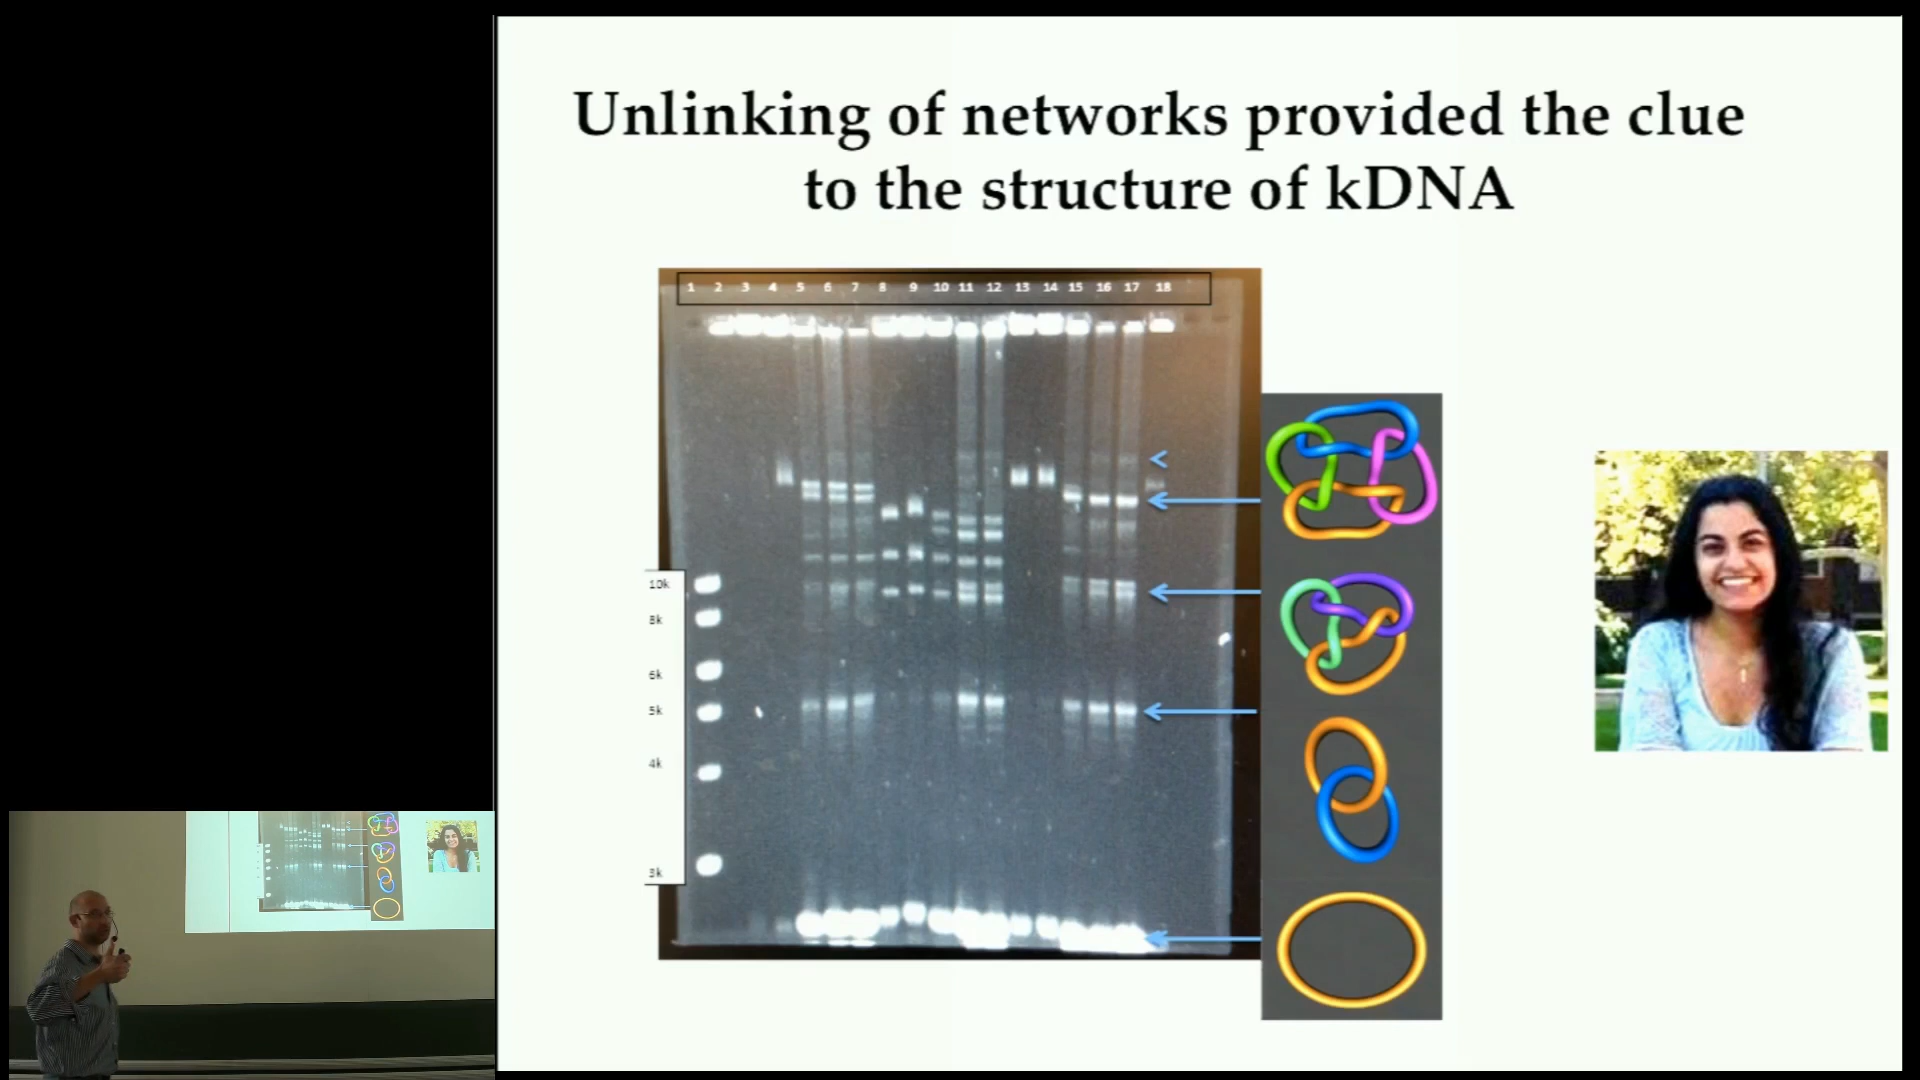 Unlinking of networks provided the clue
to the structure of kDNA
1 2 3 4 5 6 7 8 9 10 11 12 13 14 15 16 17 18
<
10k
8k
6k
5k
4k
3k